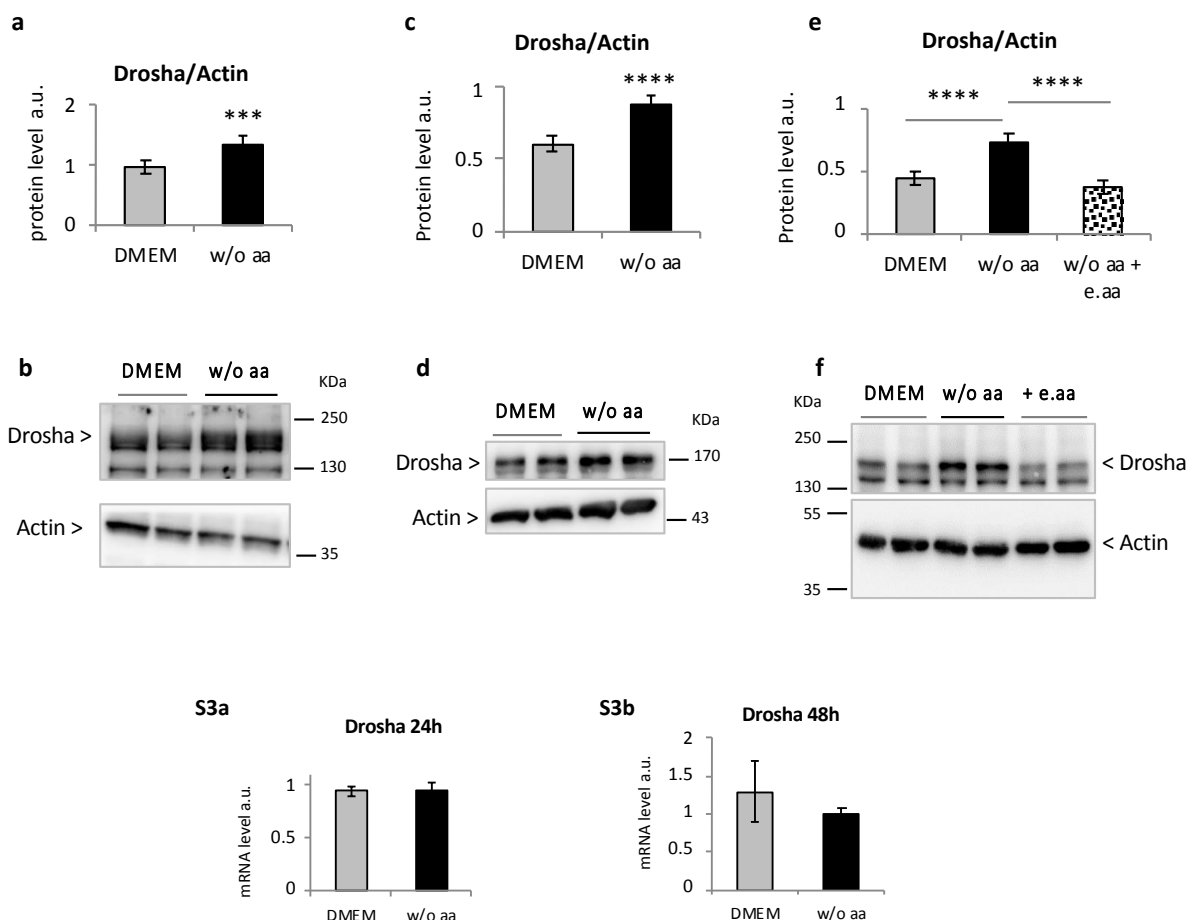 a
Drosha/Actin
***
protein level a.u.
2
1
0
DMEM
w/o aa
c
Drosha/Actin
****
Protein level a.u.
1
0.5
0
DMEM
w/o aa
e
Drosha/Actin
**** ****
Protein level a.u.
1
0.5
0
DMEM
w/o aa
w/o aa +
e.aa
b
DMEM w/o aa
KDa
250
Drosha >
130
Actin >
35
d
DMEM w/o aa
KDa
Drosha >
170
Actin >
43
f
DMEM w/o aa + e.aa
KDa
250
< Drosha
130
55
< Actin
35
S3a
Drosha 24h
mRNA level a.u.
1
0.5
0
DMEM
w/o aa
S3b
Drosha 48h
mRNA level a.u.
2
1.5
1
0.5
0
DMEM
w/o aa